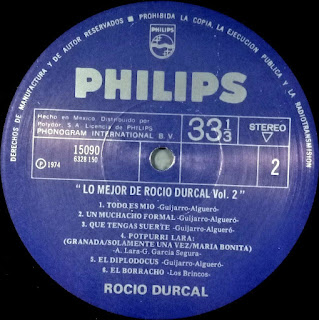 DERECHOS DE MANUFACTURA Y DE AUTOR RESERVADOS • PROHIBIDA LA COPIA, LA EJECUCION PUBLICA Y LA RADIOTRANSMISION
PHILIPS
PHILIPS
Hecho en Mexico. Distribuido por
Polydor, S. A. Licencia de PHILIPS
PHONOGRAM INTERNATIONAL B. V.
33 1/3
STEREO
15090
6328 150
℗ 1974
2
" LO MEJOR DE ROCIO DURCAL Vol. 2 "
1. TODO ES MIO -Guijarro-Algueró-
2. UN MUCHACHO FORMAL -Guijarro-Algueró-
3. QUE TENGAS SUERTE -Guijarro-Algueró-
4. POTPURRI LARA:
(GRANADA/SOLAMENTE UNA VEZ/MARIA BONITA)
-A. Lara-G. García Segura-
5. EL DIPLODOCUS -Guijarro-Algueró-
6. EL BORRACHO -Los Brincos-
ROCIO DURCAL